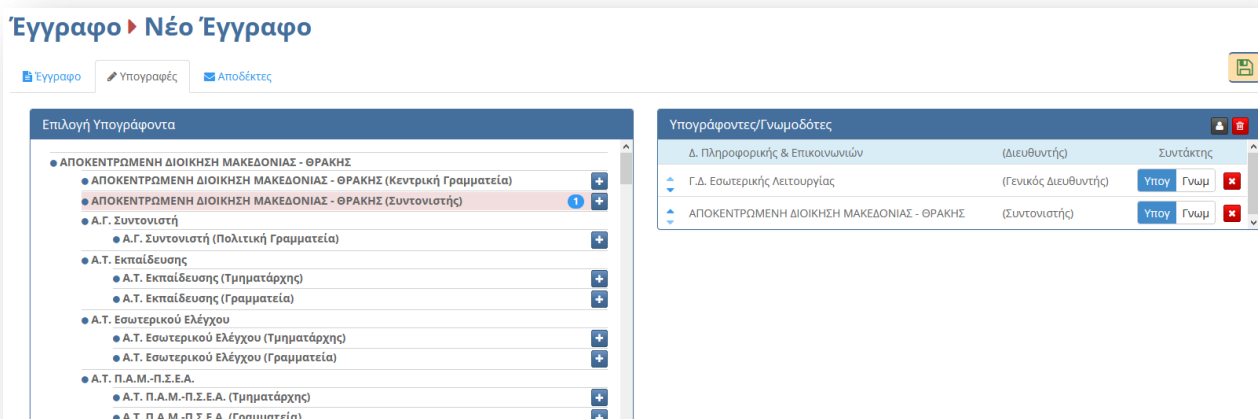 Έγγραφο Νέο Έγγραφο
Έγγραφο Υπογραφές Αποδέκτες
Επιλογή Υπογράφοντα
ΑΠΟΚΕΝΤΡΩΜΕΝΗ ΔΙΟΙΚΗΣΗ ΜΑΚΕΔΟΝΙΑΣ - ΘΡΑΚΗΣ
ΑΠΟΚΕΝΤΡΩΜΕΝΗ ΔΙΟΙΚΗΣΗ ΜΑΚΕΔΟΝΙΑΣ - ΘΡΑΚΗΣ (Κεντρική Γραμματεία)
ΑΠΟΚΕΝΤΡΩΜΕΝΗ ΔΙΟΙΚΗΣΗ ΜΑΚΕΔΟΝΙΑΣ - ΘΡΑΚΗΣ (Συντονιστής) 1
Α.Γ. Συντονιστή
Α.Γ. Συντονιστή (Πολιτική Γραμματεία)
Α.Τ. Εκπαίδευσης
Α.Τ. Εκπαίδευσης (Τμηματάρχης)
Α.Τ. Εκπαίδευσης (Γραμματεία)
Α.Τ. Εσωτερικού Ελέγχου
Α.Τ. Εσωτερικού Ελέγχου (Τμηματάρχης)
Α.Τ. Εσωτερικού Ελέγχου (Γραμματεία)
Α.Τ. Π.Α.Μ.-Π.Σ.Ε.Α.
Α.Τ. Π.Α.Μ.-Π.Σ.Ε.Α. (Τμηματάρχης)
Α.Τ. Π.Α.Μ.-Π.Σ.Ε.Α. (Γραμματεία)
Υπογράφοντες/Γνωμοδότες
Δ. Πληροφορικής & Επικοινωνιών (Διευθυντής) Συντάκτης
Γ.Δ. Εσωτερικής Λειτουργίας (Γενικός Διευθυντής) Υπογ Γνωμ
ΑΠΟΚΕΝΤΡΩΜΕΝΗ ΔΙΟΙΚΗΣΗ ΜΑΚΕΔΟΝΙΑΣ - ΘΡΑΚΗΣ (Συντονιστής) Υπογ Γνωμ